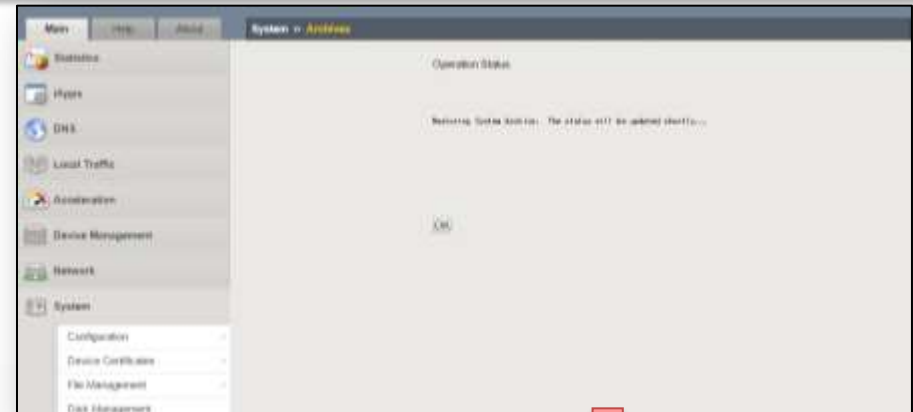 Main Help About
System » Archives
Statistics
iApps
DNS
Local Traffic
Acceleration
Device Management
Network
System
Configuration
Device Certificates
File Management
Disk Management
Operation Status
Restoring System Archive: The status will be updated shortly...
OK